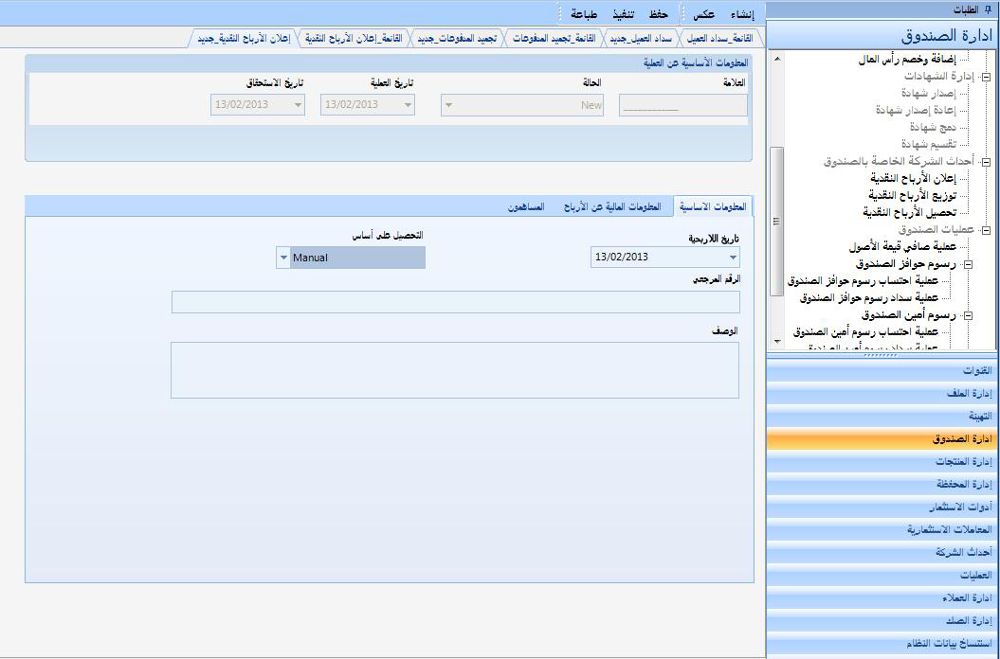 الطلبات
إنشاء عكس حفظ تنفيذ طباعة
ادارة الصندوق
القائمة_سداد العميل
سداد العميل_جديد
القائمة_تجميد المدفوعات
تجميد المدفوعات_جديد
القائمة_إعلان الأرباح النقدية
إعلان الأرباح النقدية_جديد
إضافة وخصم رأس المال
إدارة الشهادات
إصدار شهادة
إعادة إصدار شهادة
دمج شهادة
تقسيم شهادة
أحداث الشركة الخاصة بالصندوق
إعلان الأرباح النقدية
توزيع الأرباح النقدية
تحصيل الأرباح النقدية
عمليات الصندوق
عملية صافي قيمة الأصول
رسوم حوافز الصندوق
عملية احتساب رسوم حوافز الصندوق
عملية سداد رسوم حوافز الصندوق
رسوم أمين الصندوق
عملية احتساب رسوم أمين الصندوق
عملية سداد رسوم أمين الصندوق
القنوات
إدارة الملف
التهيئة
ادارة الصندوق
إدارة المنتجات
إدارة المحفظة
أدوات الاستثمار
المعاملات الاستثمارية
أحداث الشركة
العمليات
ادارة العملاء
إدارة الصك
استنساخ بيانات النظام
المعلومات الأساسية عن العملية
العلامة الحالة تاريخ العملية تاريخ الاستحقاق
____________ New 13/02/2013 13/02/2013
المعلومات الاساسية المعلومات المالية عن الأرباح المساهمون
تاريخ اللاربحية التحصيل على أساس
13/02/2013 Manual
الرقم المرجعي
الوصف